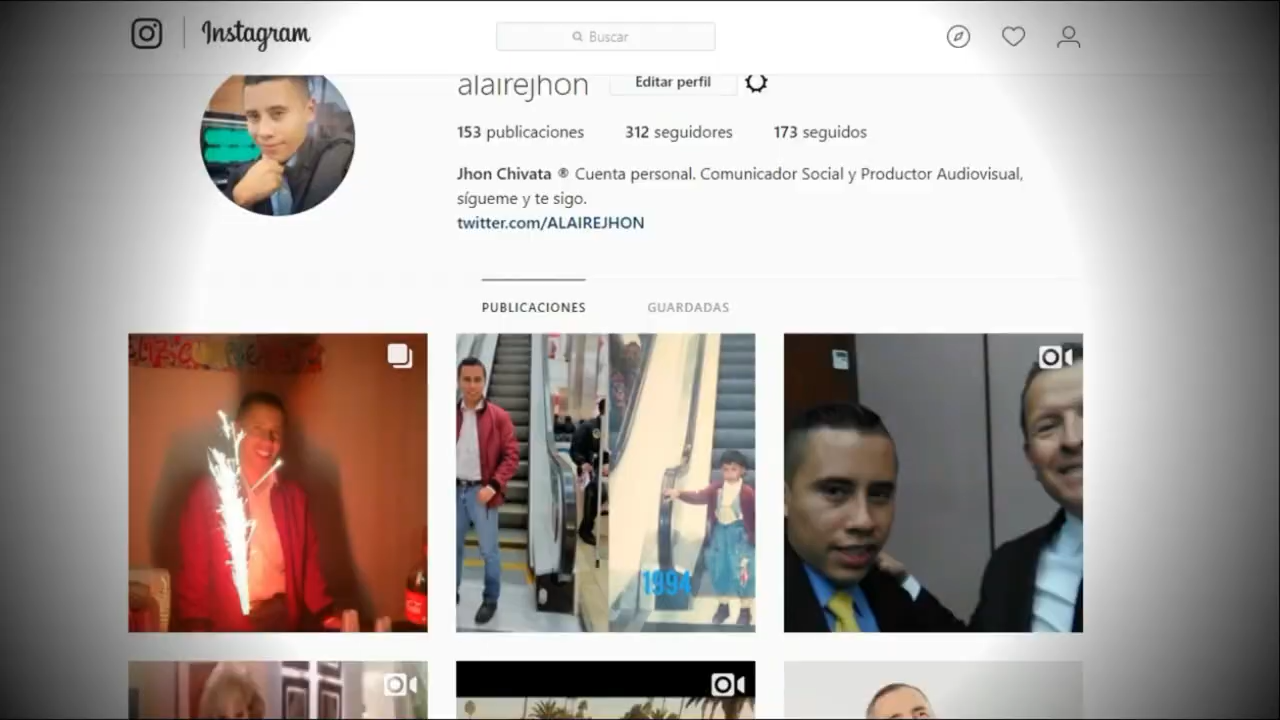 Instagram
Buscar
alairejhon Editar perfil
153 publicaciones 312 seguidores 173 seguidos
Jhon Chivata ® Cuenta personal. Comunicador Social y Productor Audiovisual,
sígueme y te sigo.
twitter.com/ALAIREJHON
PUBLICACIONES GUARDADAS
1994